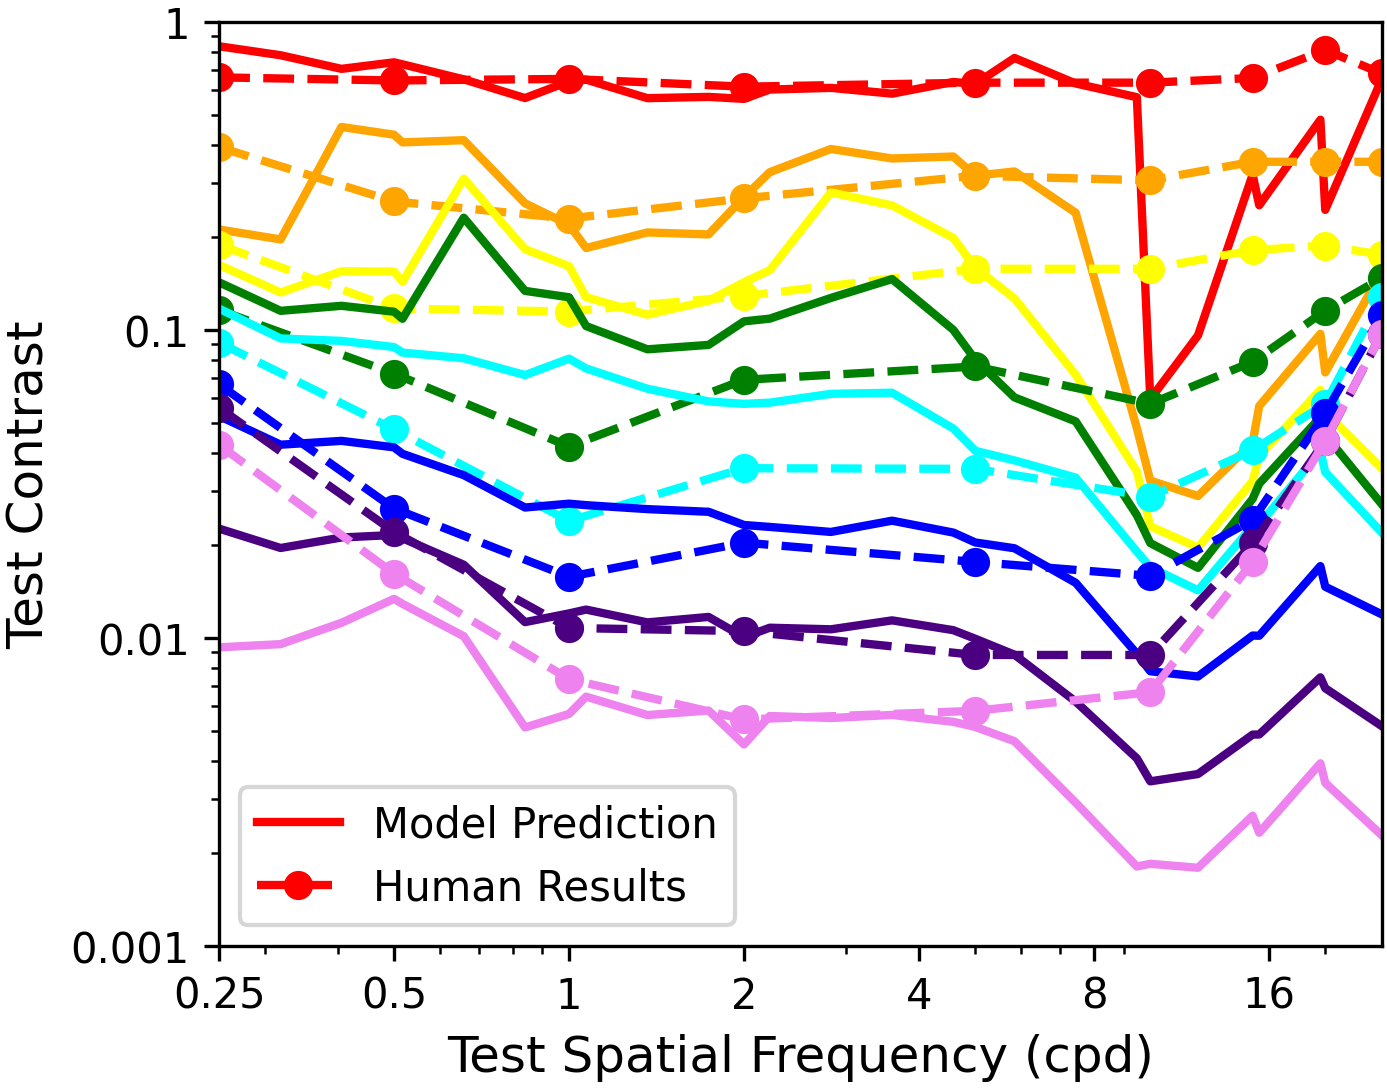 1
0.1
0.01
0.001
Test Contrast
Model Prediction
Human Results
0.25 0.5 1 2 4 8 16
Test Spatial Frequency (cpd)